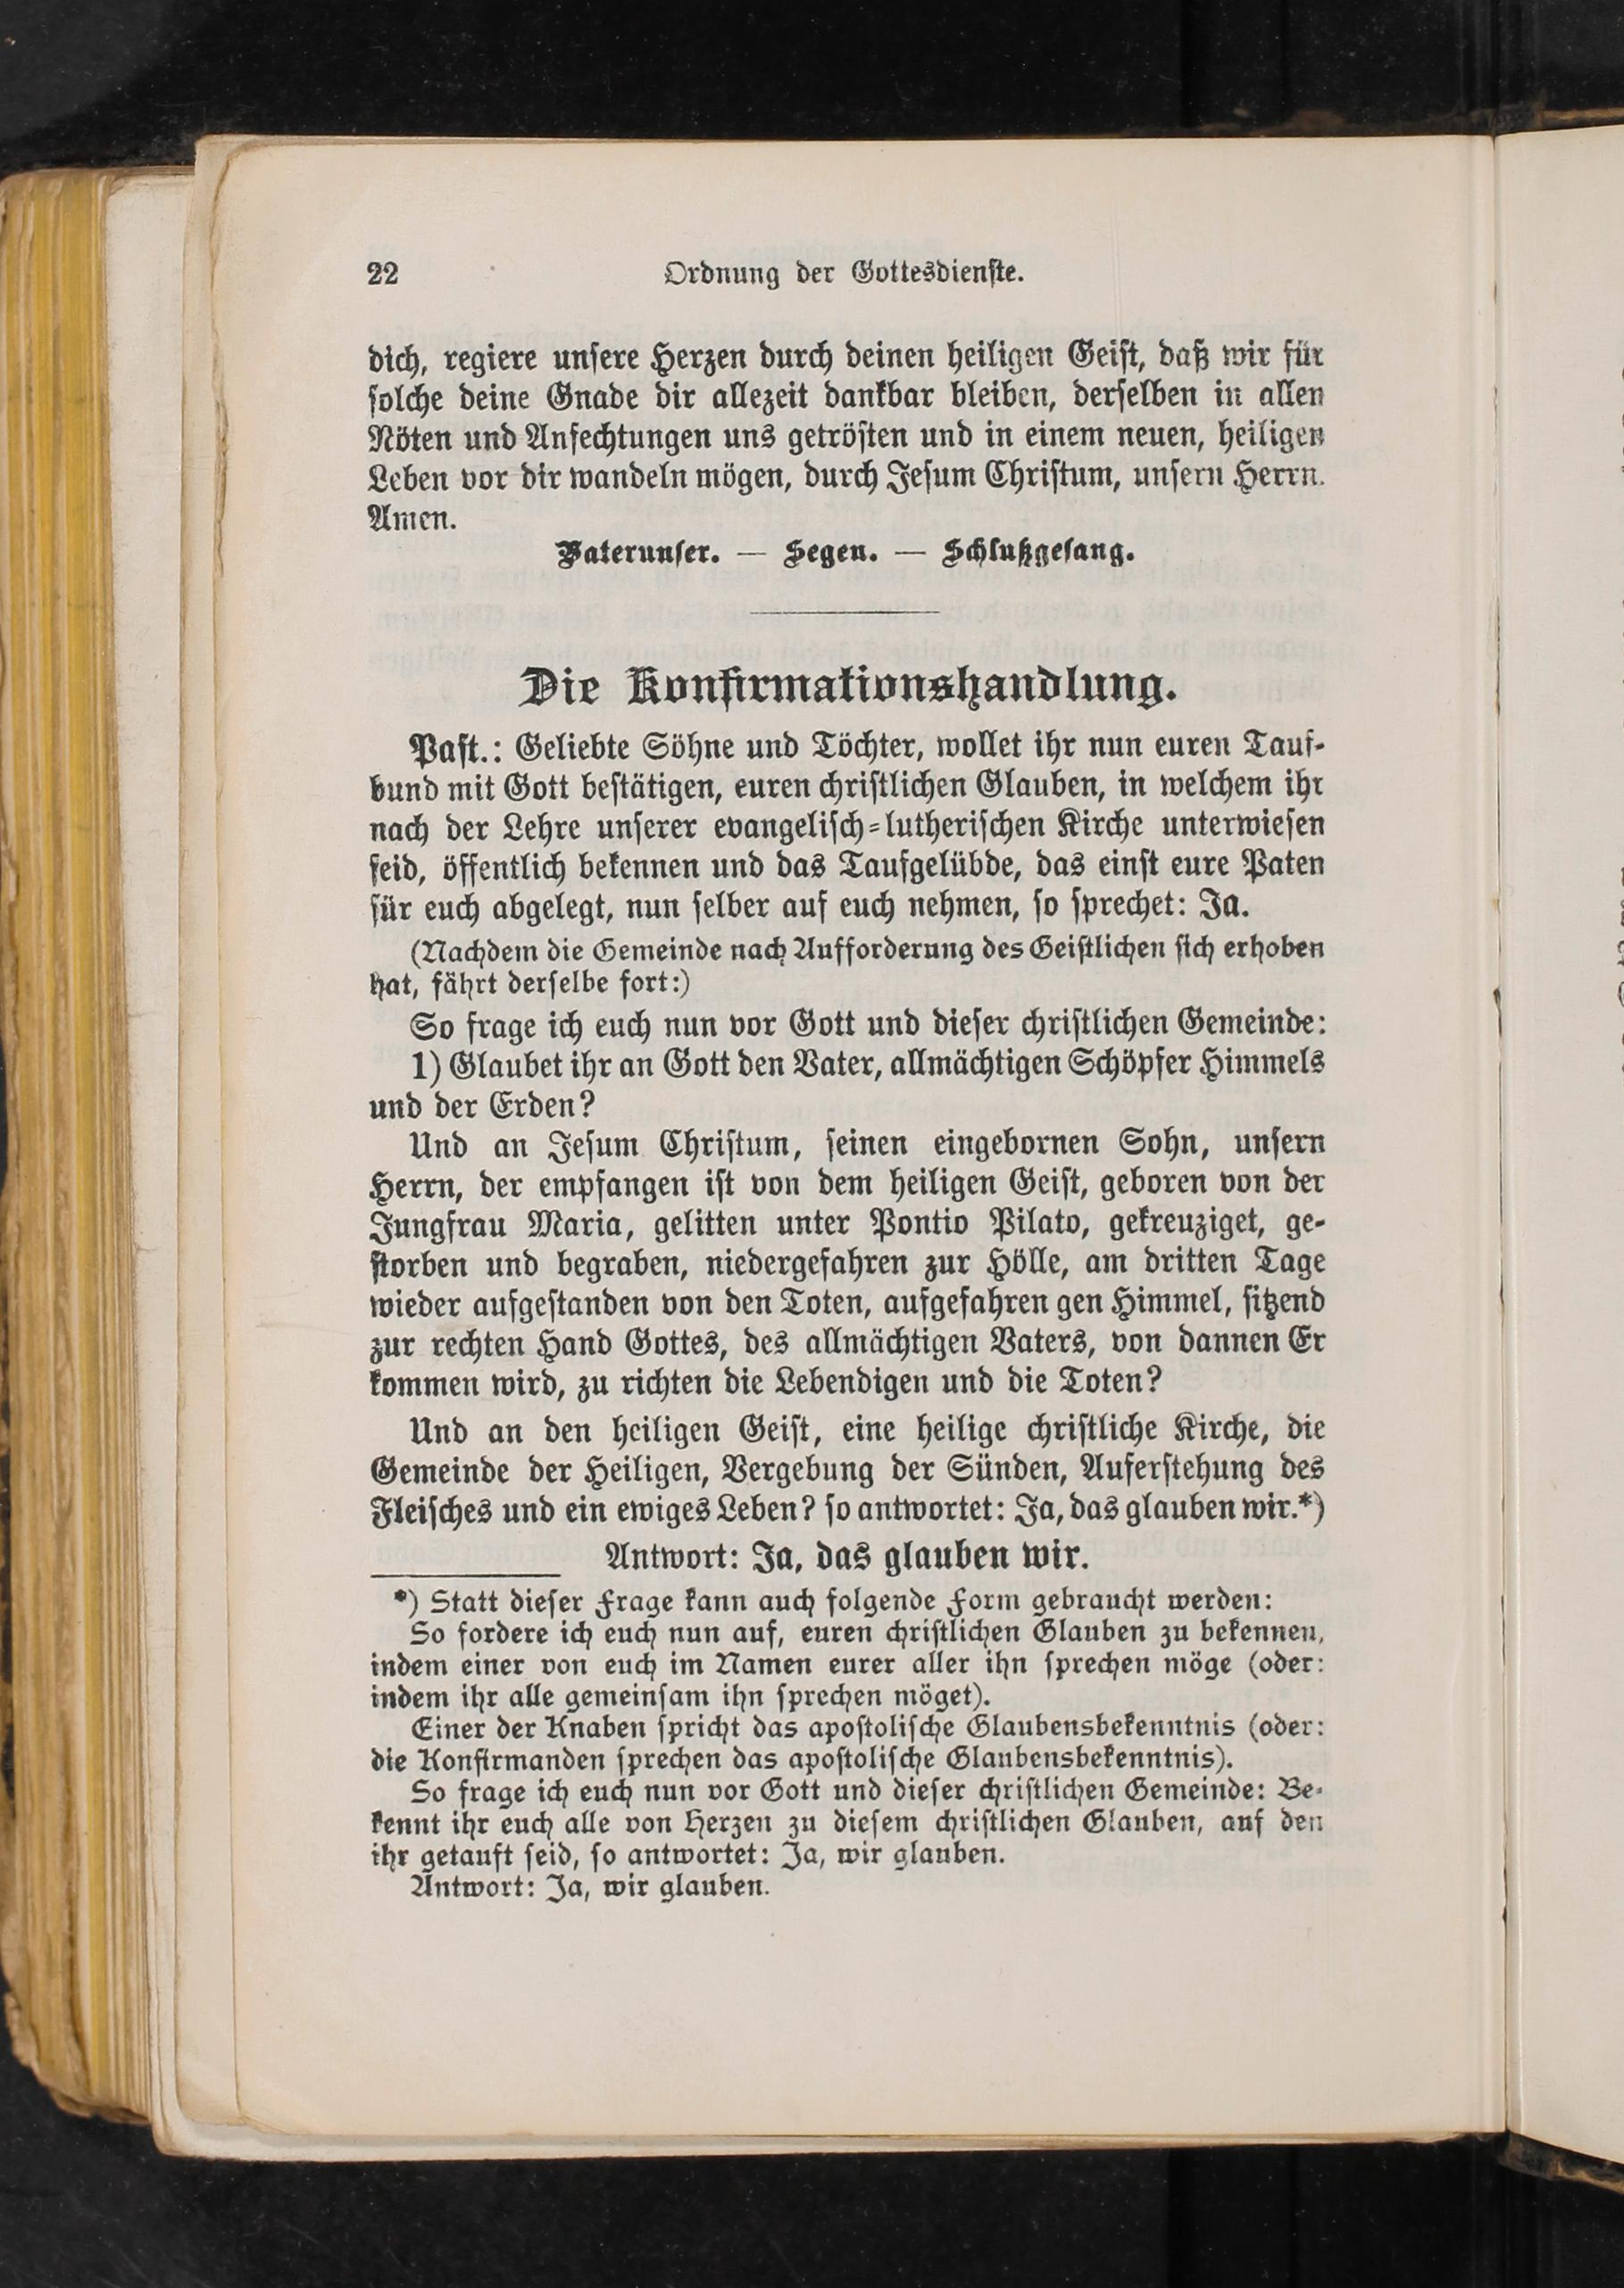 22 Ordnung der Gottesdienste.
dich, regiere unsere Herzen durch deinen heiligen Geist, daß wir für
solche deine Gnade dir allezeit dankbar bleiben, derselben in allen
Nöten und Anfechtungen uns getrösten und in einem neuen, heiligen
Leben vor dir wandeln mögen, durch Jesum Christum, unsern Herrn.
Amen.
Vaterunser. — Segen. — Schlußgesang.
Die Konfirmationshandlung.
Past.: Geliebte Söhne und Töchter, wollet ihr nun euren Tauf-
bund mit Gott bestätigen, euren christlichen Glauben, in welchem ihr
nach der Lehre unserer evangelisch-lutherischen Kirche unterwiesen
seid, öffentlich bekennen und das Taufgelübde, das einst eure Paten
für euch abgelegt, nun selber auf euch nehmen, so sprechet: Ja.
(Nachdem die Gemeinde nach Aufforderung des Geistlichen sich erhoben
hat, fährt derselbe fort:)
So frage ich euch nun vor Gott und dieser christlichen Gemeinde:
1) Glaubet ihr an Gott den Vater, allmächtigen Schöpfer Himmels
und der Erden?
Und an Jesum Christum, seinen eingebornen Sohn, unsern
Herrn, der empfangen ist von dem heiligen Geist, geboren von der
Jungfrau Maria, gelitten unter Pontio Pilato, gekreuziget, ge-
storben und begraben, niedergefahren zur Hölle, am dritten Tage
wieder aufgestanden von den Toten, aufgefahren gen Himmel, sitzend
zur rechten Hand Gottes, des allmächtigen Vaters, von dannen Er
kommen wird, zu richten die Lebendigen und die Toten?
Und an den heiligen Geist, eine heilige christliche Kirche, die
Gemeinde der Heiligen, Vergebung der Sünden, Auferstehung des
Fleisches und ein ewiges Leben? so antwortet: Ja, das glauben wir.*)
Antwort: Ja, das glauben wir.
*) Statt dieser Frage kann auch folgende Form gebraucht werden:
So fordere ich euch nun auf, euren christlichen Glauben zu bekennen,
indem einer von euch im Namen eurer aller ihn sprechen möge (oder:
indem ihr alle gemeinsam ihn sprechen möget).
Einer der Knaben spricht das apostolische Glaubensbekenntnis (oder:
die Konfirmanden sprechen das apostolische Glaubensbekenntnis).
So frage ich euch nun vor Gott und dieser christlichen Gemeinde: Be-
kennt ihr euch alle von Herzen zu diesem christlichen Glauben, auf den
ihr getauft seid, so antwortet: Ja, wir glauben.
Antwort: Ja, wir glauben.